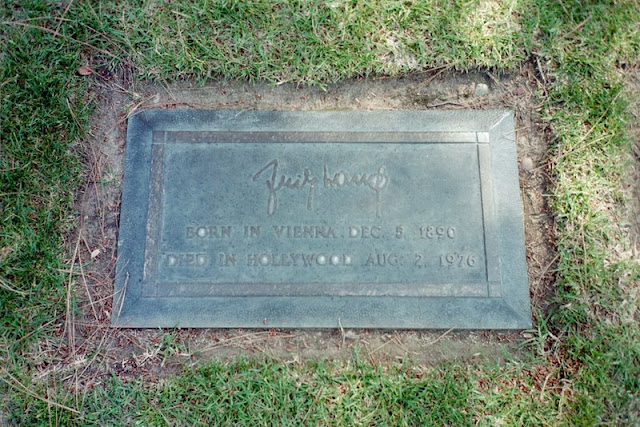 Fritz Lang
BORN IN VIENNA DEC. 5, 1890
DIED IN HOLLYWOOD AUG. 2, 1976